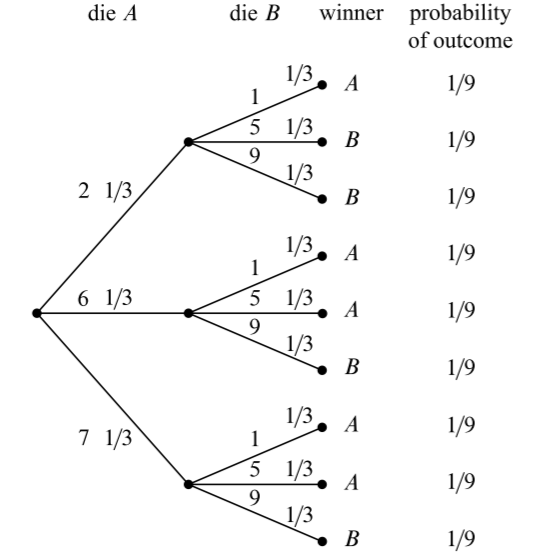 die A die B winner probability
of outcome
1/3 A 1/9
1
5 1/3 B 1/9
9
1/3
2 1/3 B 1/9
1/3 A 1/9
1
6 1/3 5 1/3 A 1/9
9
1/3
B 1/9
1/3 A 1/9
7 1/3 1
5 1/3 A 1/9
9
1/3
B 1/9